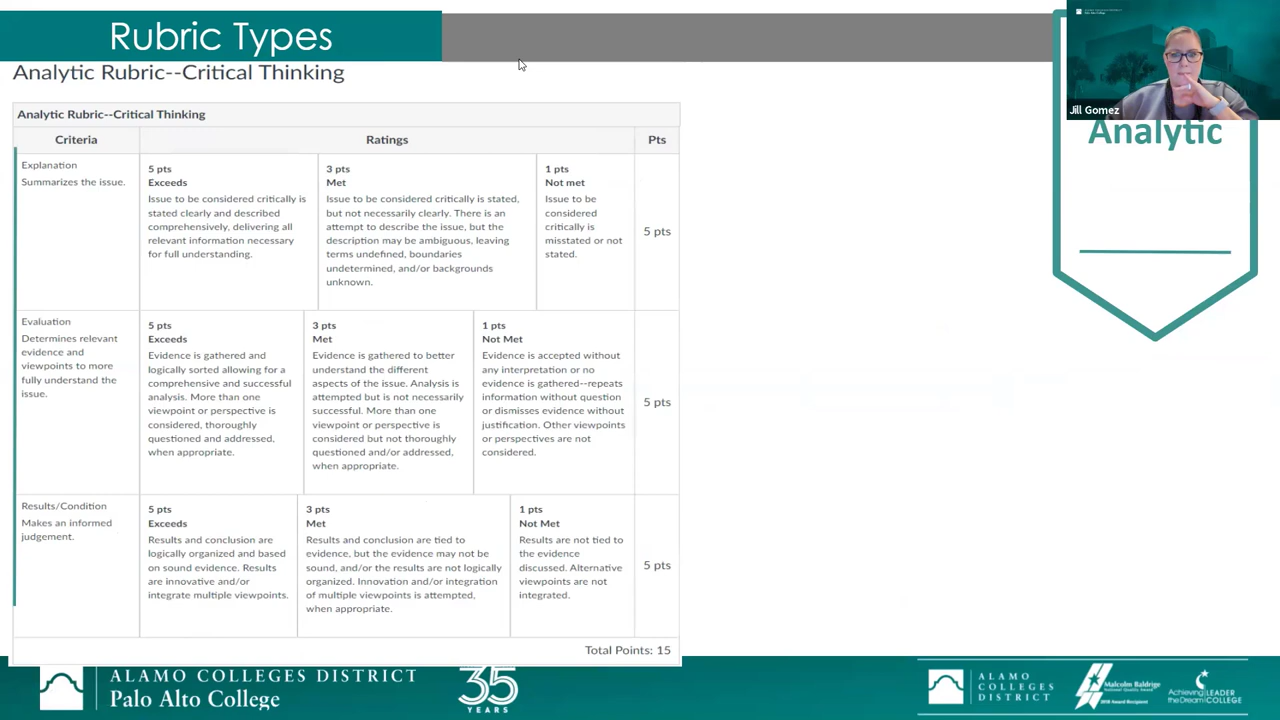 Rubric Types
Analytic Rubric--Critical Thinking
Jill Gomez
Analytic
Analytic Rubric--Critical Thinking
Criteria
Ratings
Pts
Explanation
Summarizes the issue.
5 pts
Exceeds
Issue to be considered critically is
stated clearly and described
comprehensively, delivering all
relevant information necessary
for full understanding.
3 pts
Met
Issue to be considered critically is stated,
but not necessarily clearly. There is an
attempt to describe the issue, but the
description may be ambiguous, leaving
terms undefined, boundaries
undetermined, and/or backgrounds
unknown.
1 pts
Not met
Issue to be
considered
critically is
misstated or not
stated.
5 pts
Evaluation
Determines relevant
evidence and
viewpoints to more
fully understand the
issue.
5 pts
Exceeds
Evidence is gathered and
logically sorted allowing for a
comprehensive and successful
analysis. More than one
viewpoint or perspective is
considered, thoroughly
questioned and addressed,
when appropriate.
3 pts
Met
Evidence is gathered to better
understand the different
aspects of the issue. Analysis is
attempted but is not necessarily
successful. More than one
viewpoint or perspective is
considered but not thoroughly
questioned and/or addressed,
when appropriate.
1 pts
Not Met
Evidence is accepted without
any interpretation or no
evidence is gathered--repeats
information without question
or dismisses evidence without
justification. Other viewpoints
or perspectives are not
considered.
5 pts
Results/Condition
Makes an informed
judgement.
5 pts
Exceeds
Results and conclusion are
logically organized and based
on sound evidence. Results
are innovative and/or
integrate multiple viewpoints.
3 pts
Met
Results and conclusion are tied to
evidence, but the evidence may not be
sound, and/or the results are not logically
organized. Innovation and/or integration
of multiple viewpoints is attempted,
when appropriate.
1 pts
Not Met
Results are not tied to
the evidence
discussed. Alternative
viewpoints are not
integrated.
5 pts
Total Points: 15
ALAMO COLLEGES DISTRICT
Palo Alto College
35
YEARS
ALAMO
COLLEGES
DISTRICT
Malcolm Baldrige
National Quality Award
2018 Award Recipient
Achieving
the Dream
LEADER
COLLEGE